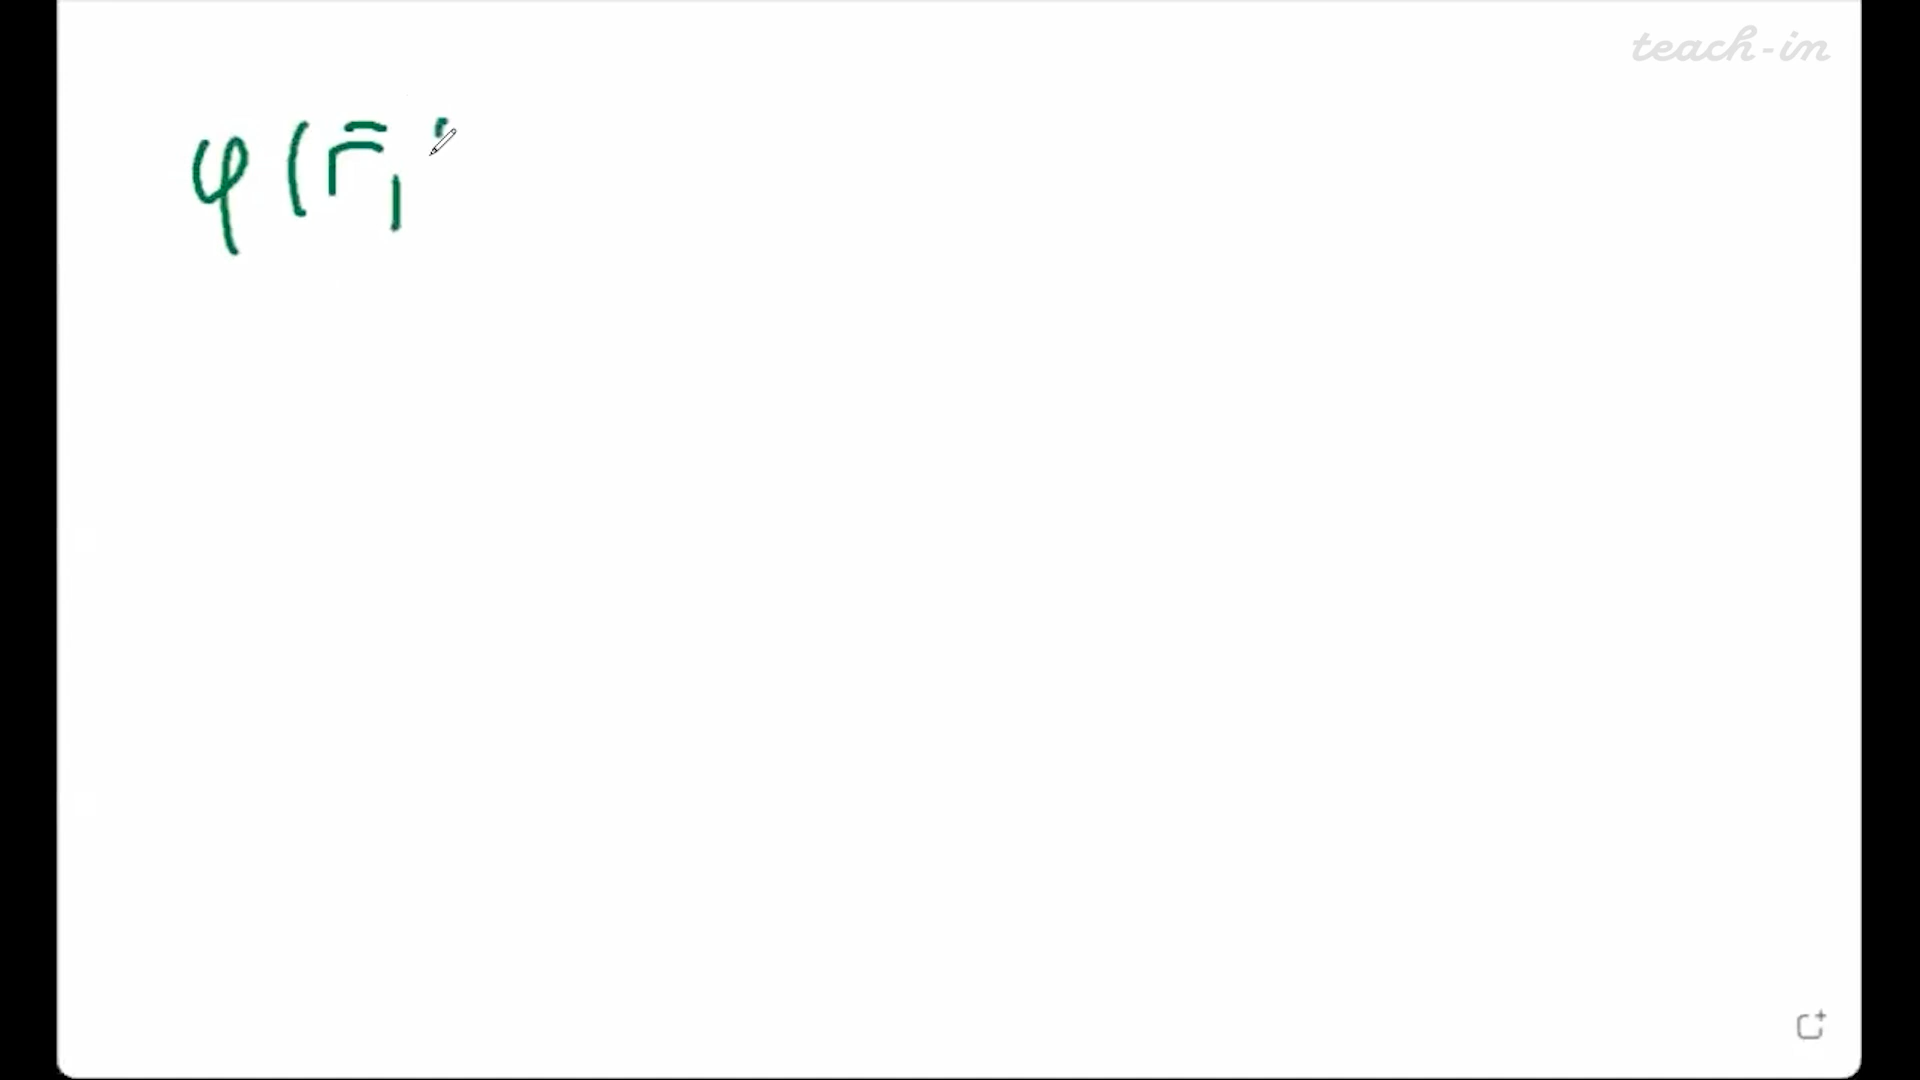 teach-in
φ(r̄,